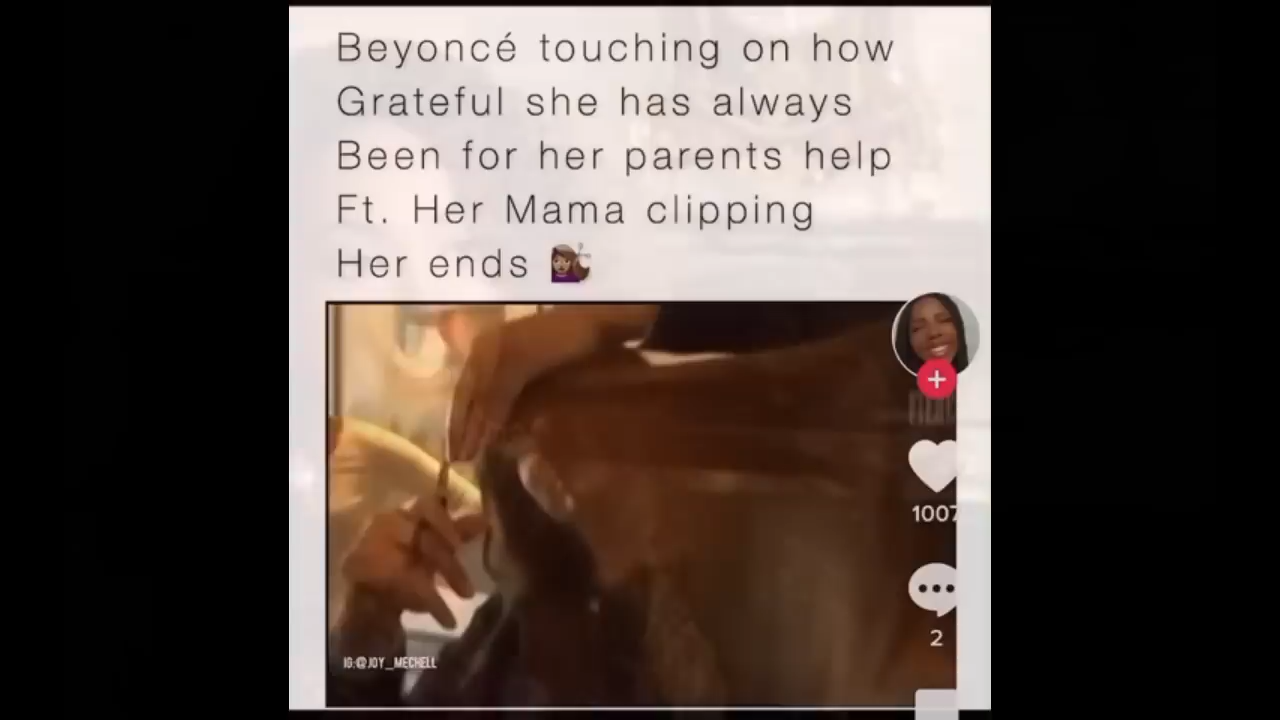 Beyoncé touching on how
Grateful she has always
Been for her parents help
Ft. Her Mama clipping
Her ends
1007
2
IG:@JOY_MECHELL